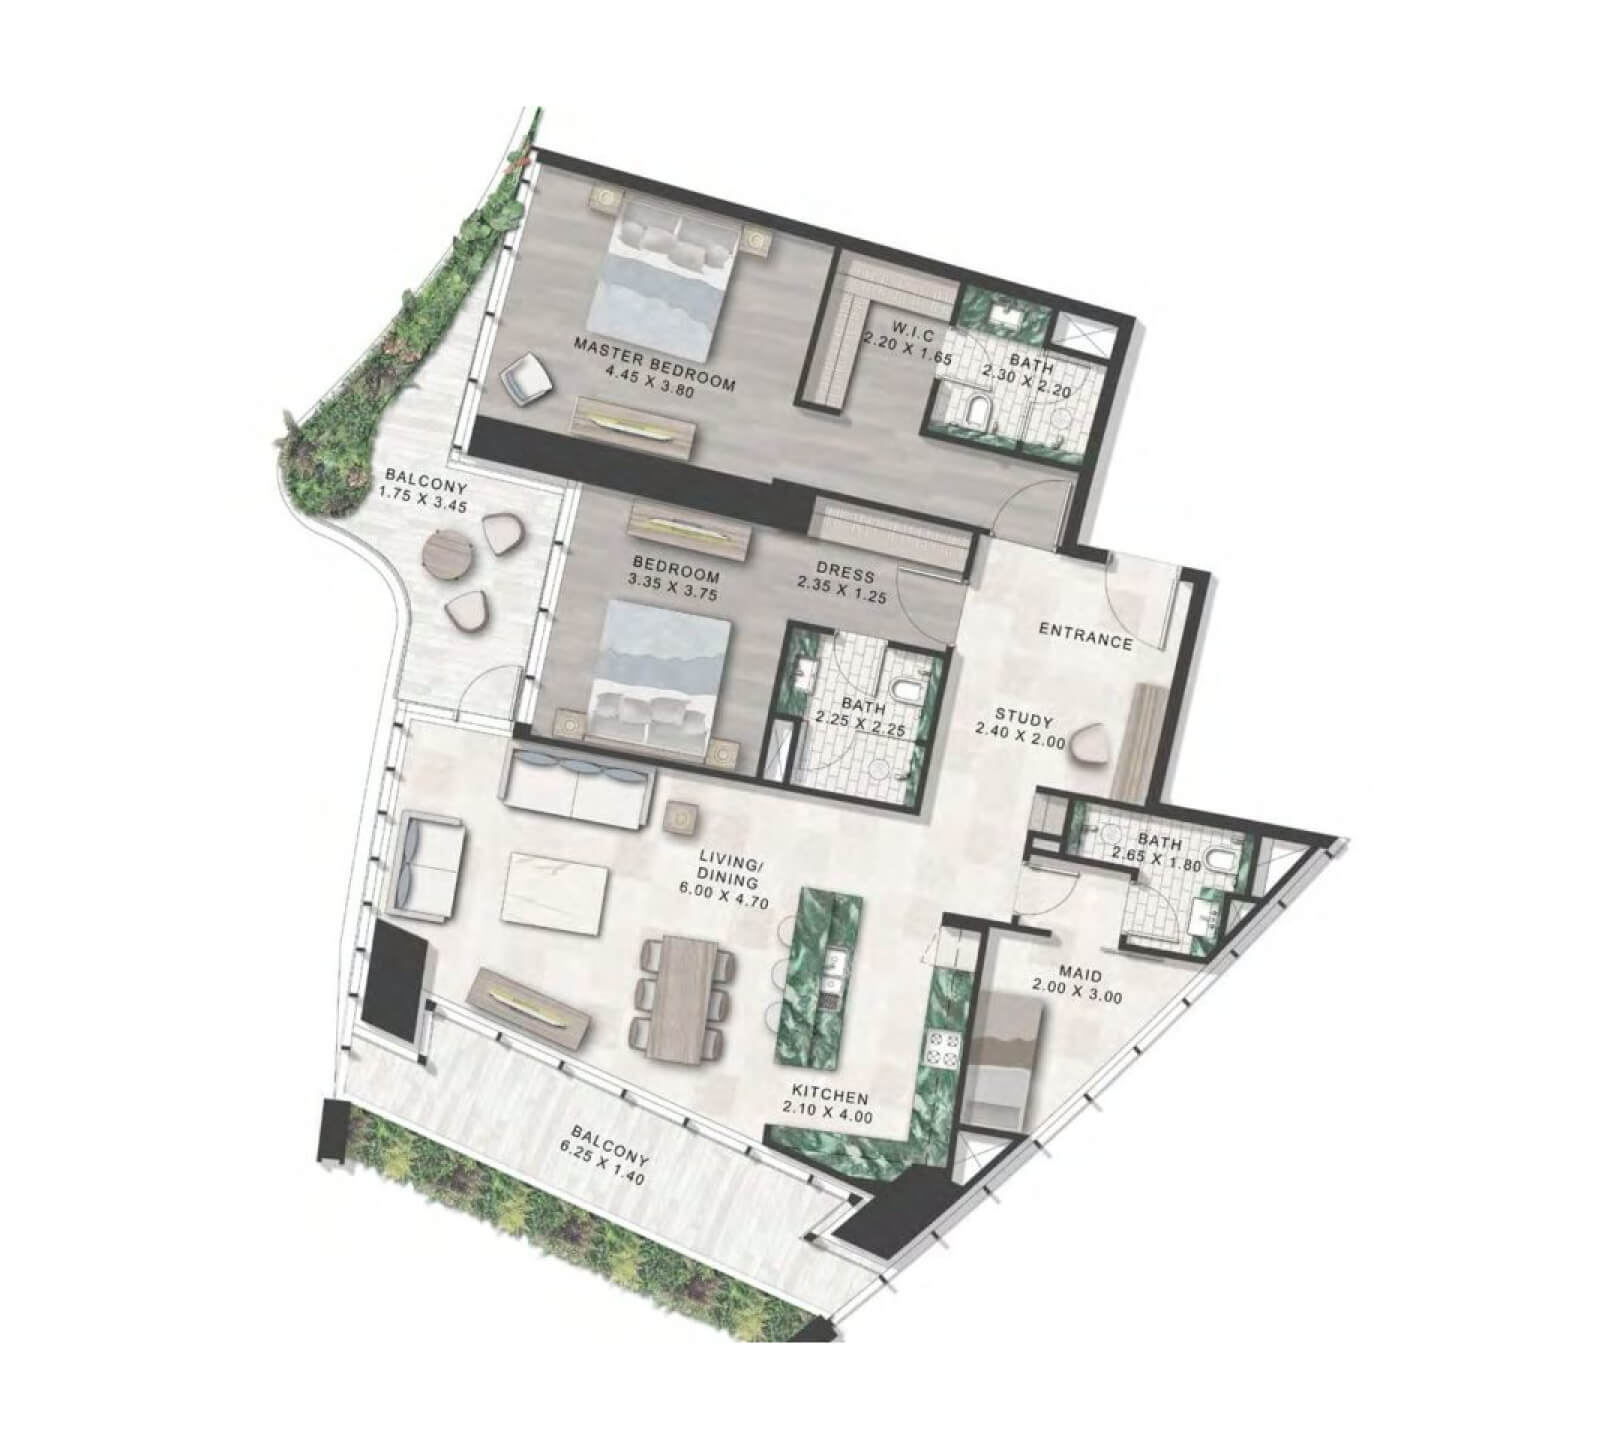 W.I.C
2.20 X 1.65
BATH
2.30 X 2.20
MASTER BEDROOM
4.45 X 3.80
BALCONY
1.75 X 3.45
BEDROOM
3.35 X 3.75
DRESS
2.35 X 1.25
ENTRANCE
BATH
2.25 X 2.25
STUDY
2.40 X 2.00
LIVING/
DINING
6.00 X 4.70
BATH
2.65 X 1.80
MAID
2.00 X 3.00
KITCHEN
2.10 X 4.00
BALCONY
6.25 X 1.40